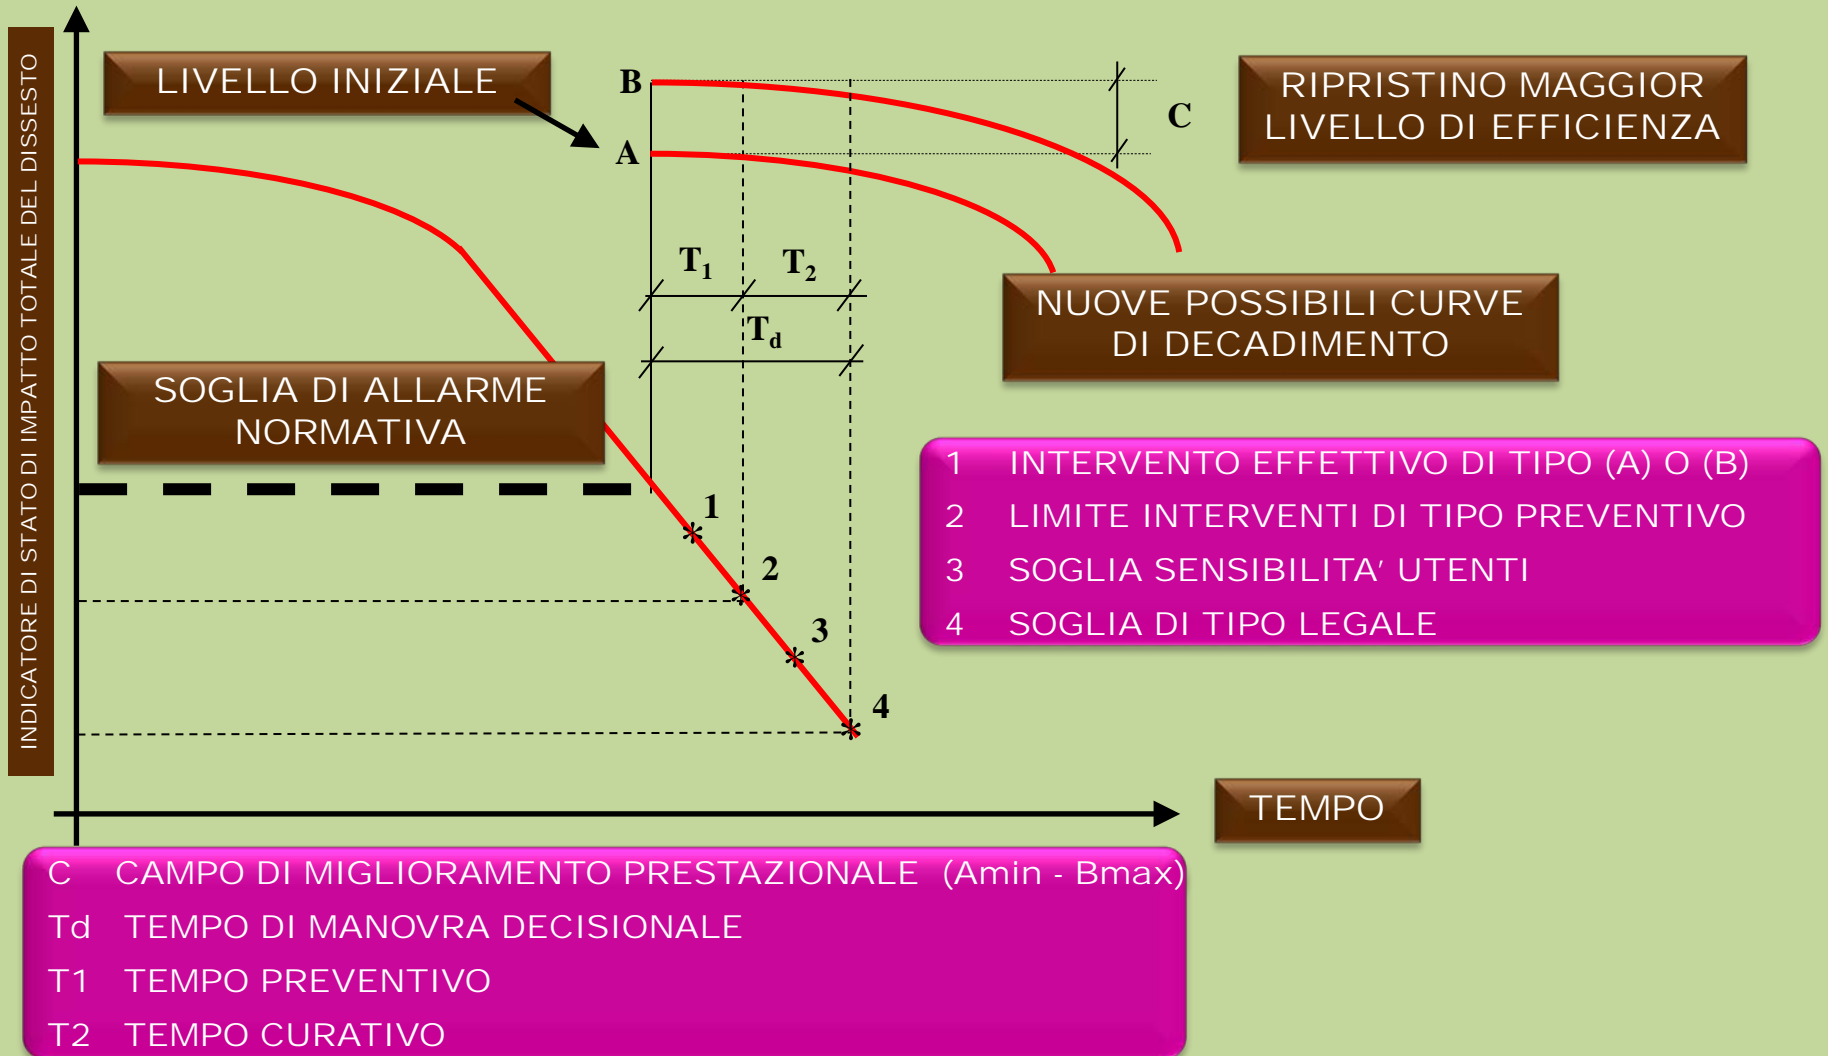 INDICATORE DI STATO DI IMPATTO TOTALE DEL DISSESTO
LIVELLO INIZIALE
B
A
C
RIPRISTINO MAGGIOR
LIVELLO DI EFFICIENZA
T1
T2
Td
NUOVE POSSIBILI CURVE
DI DECADIMENTO
SOGLIA DI ALLARME
NORMATIVA
1
2
3
4
1 INTERVENTO EFFETTIVO DI TIPO (A) O (B)
2 LIMITE INTERVENTI DI TIPO PREVENTIVO
3 SOGLIA SENSIBILITA' UTENTI
4 SOGLIA DI TIPO LEGALE
TEMPO
C CAMPO DI MIGLIORAMENTO PRESTAZIONALE (Amin - Bmax)
Td TEMPO DI MANOVRA DECISIONALE
T1 TEMPO PREVENTIVO
T2 TEMPO CURATIVO